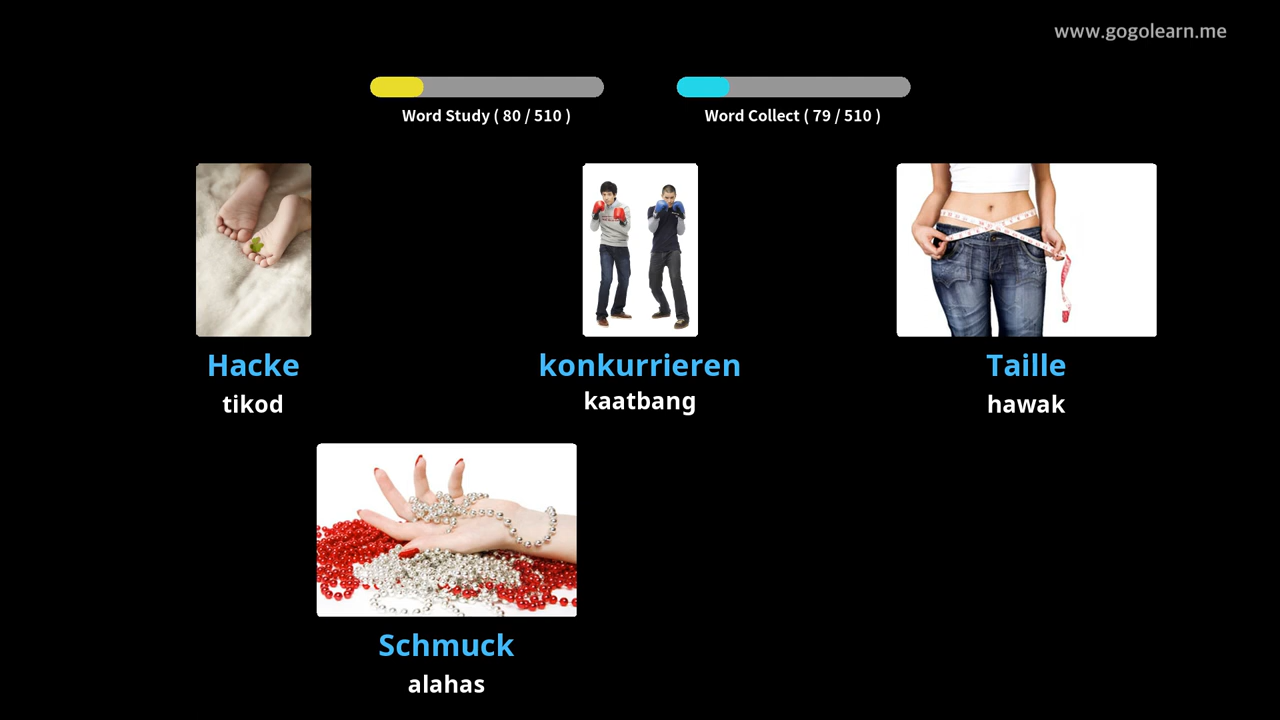 www.gogolearn.me
Word Study ( 80 / 510 )
Word Collect ( 79 / 510 )
Hacke
tikod
konkurrieren
kaatbang
Taille
hawak
Schmuck
alahas